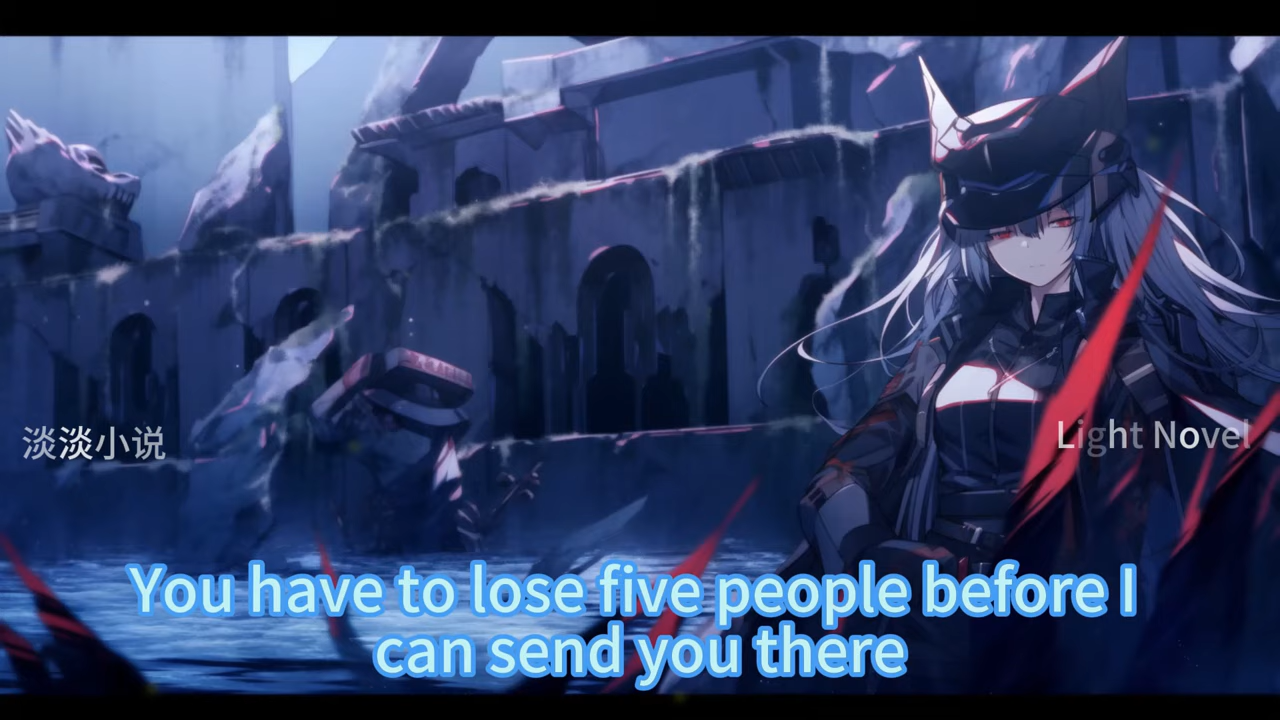 淡淡小说
Light Novel
You have to lose five people before I
can send you there